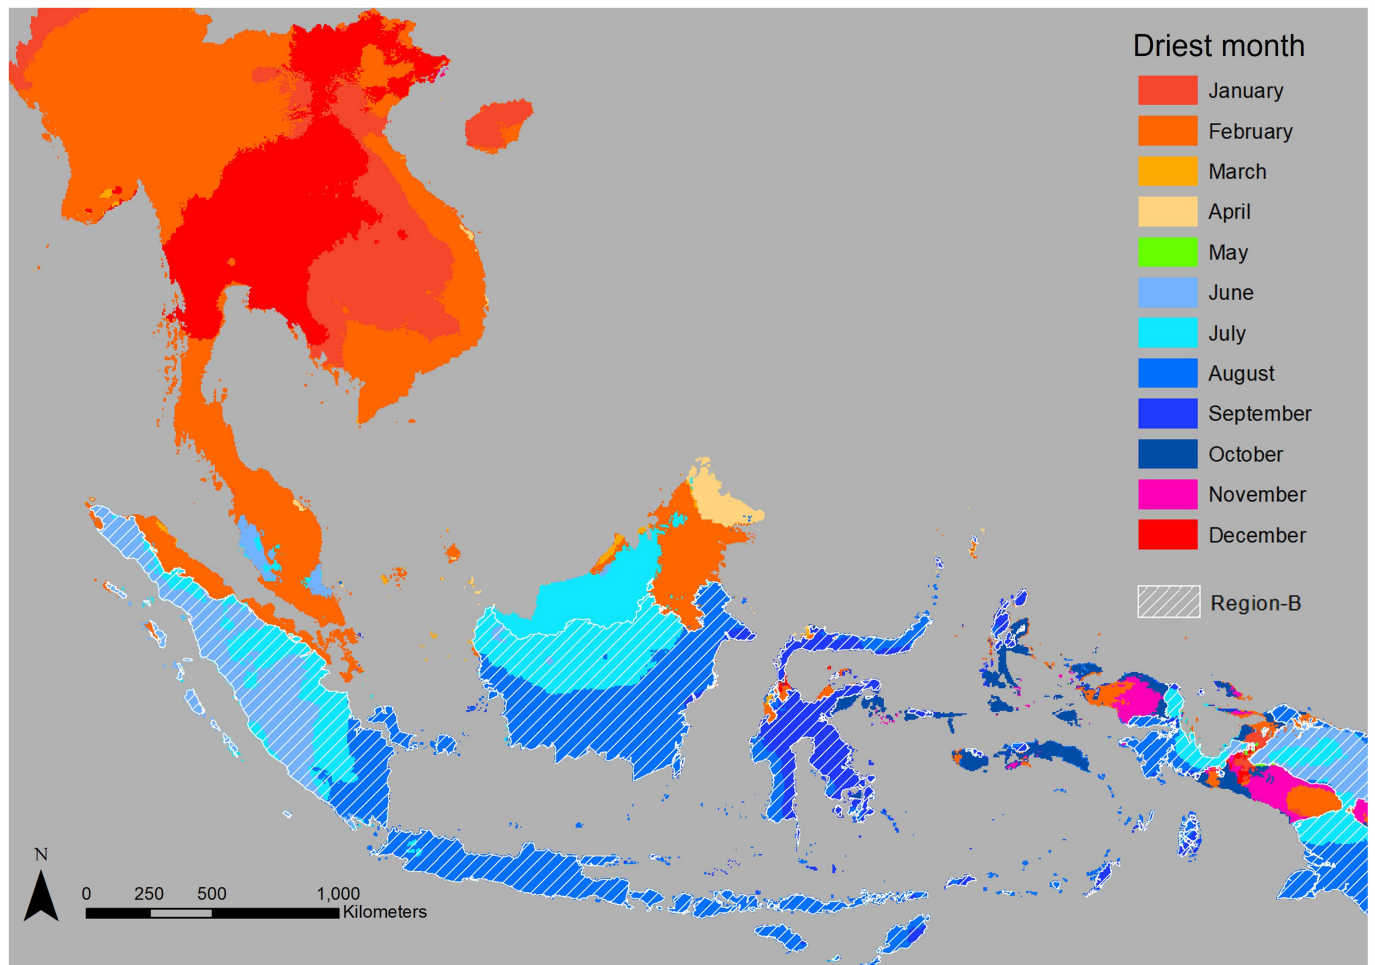 Driest month
January
February
March
April
May
June
July
August
September
October
November
December
Region-B
N
0 250 500 1,000
Kilometers